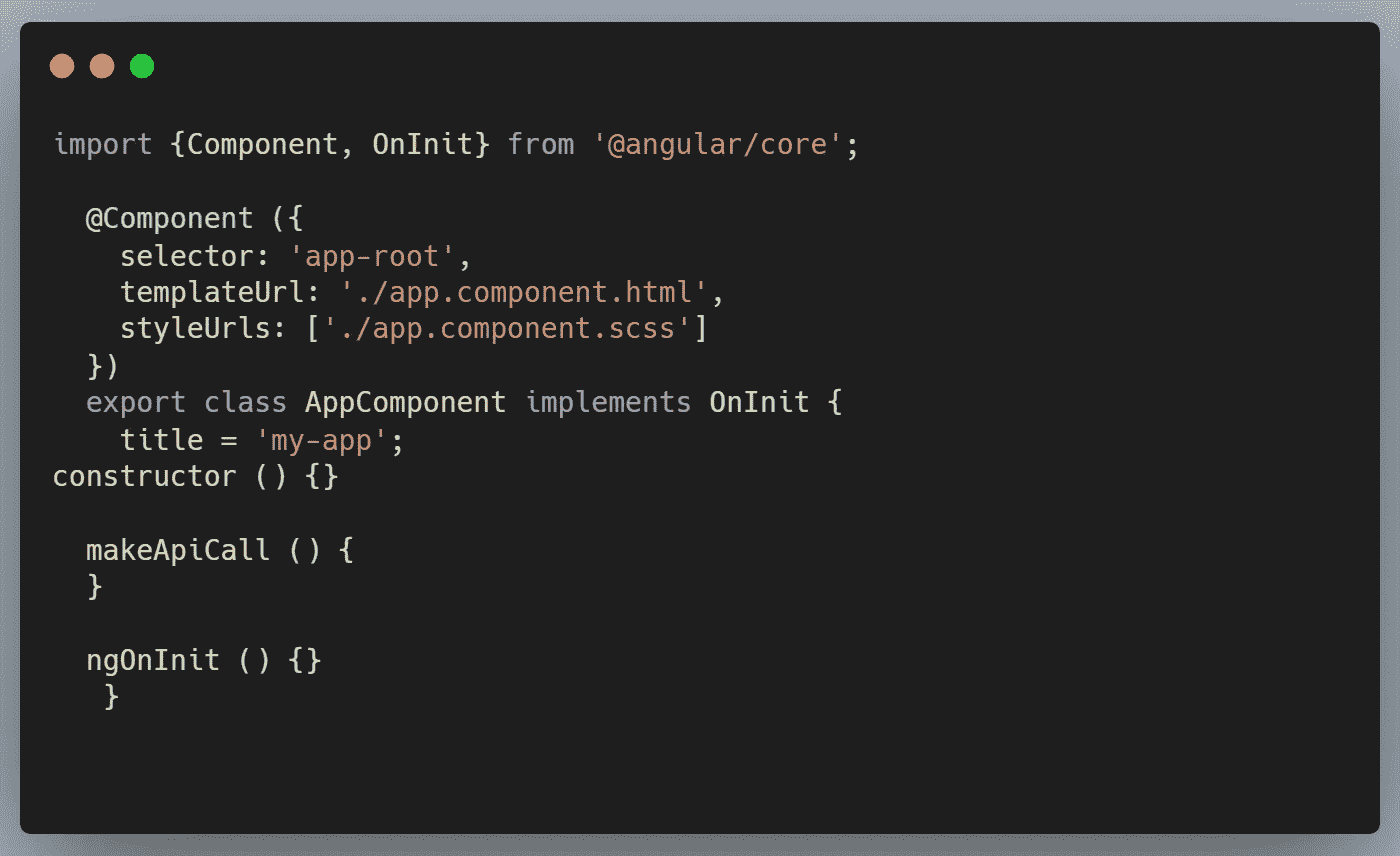 import {Component, OnInit} from '@angular/core';
@Component ({
selector: 'app-root',
templateUrl: './app.component.html',
styleUrls: ['./app.component.scss']
})
export class AppComponent implements OnInit {
title = 'my-app';
constructor () {}
makeApiCall () {
}
ngOnInit () {}
}